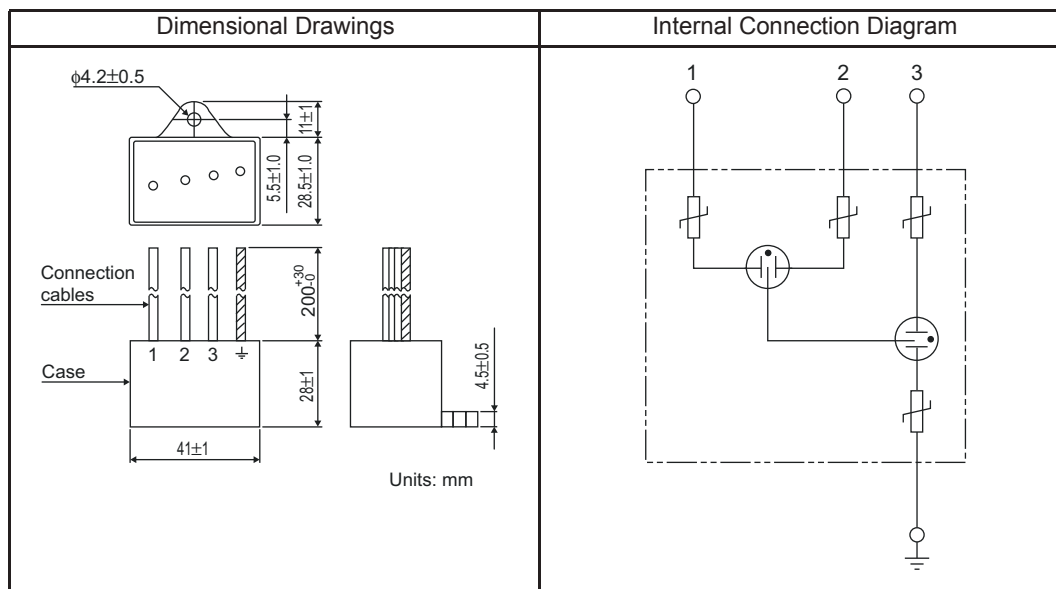 Dimensional Drawings
Internal Connection Diagram
ϕ4.2±0.5
11±1
5.5±1.0
28.5±1.0
Connection
cables
200+30-0
1 2 3
Case
28±1
4.5±0.5
41±1
Units: mm
1 2 3